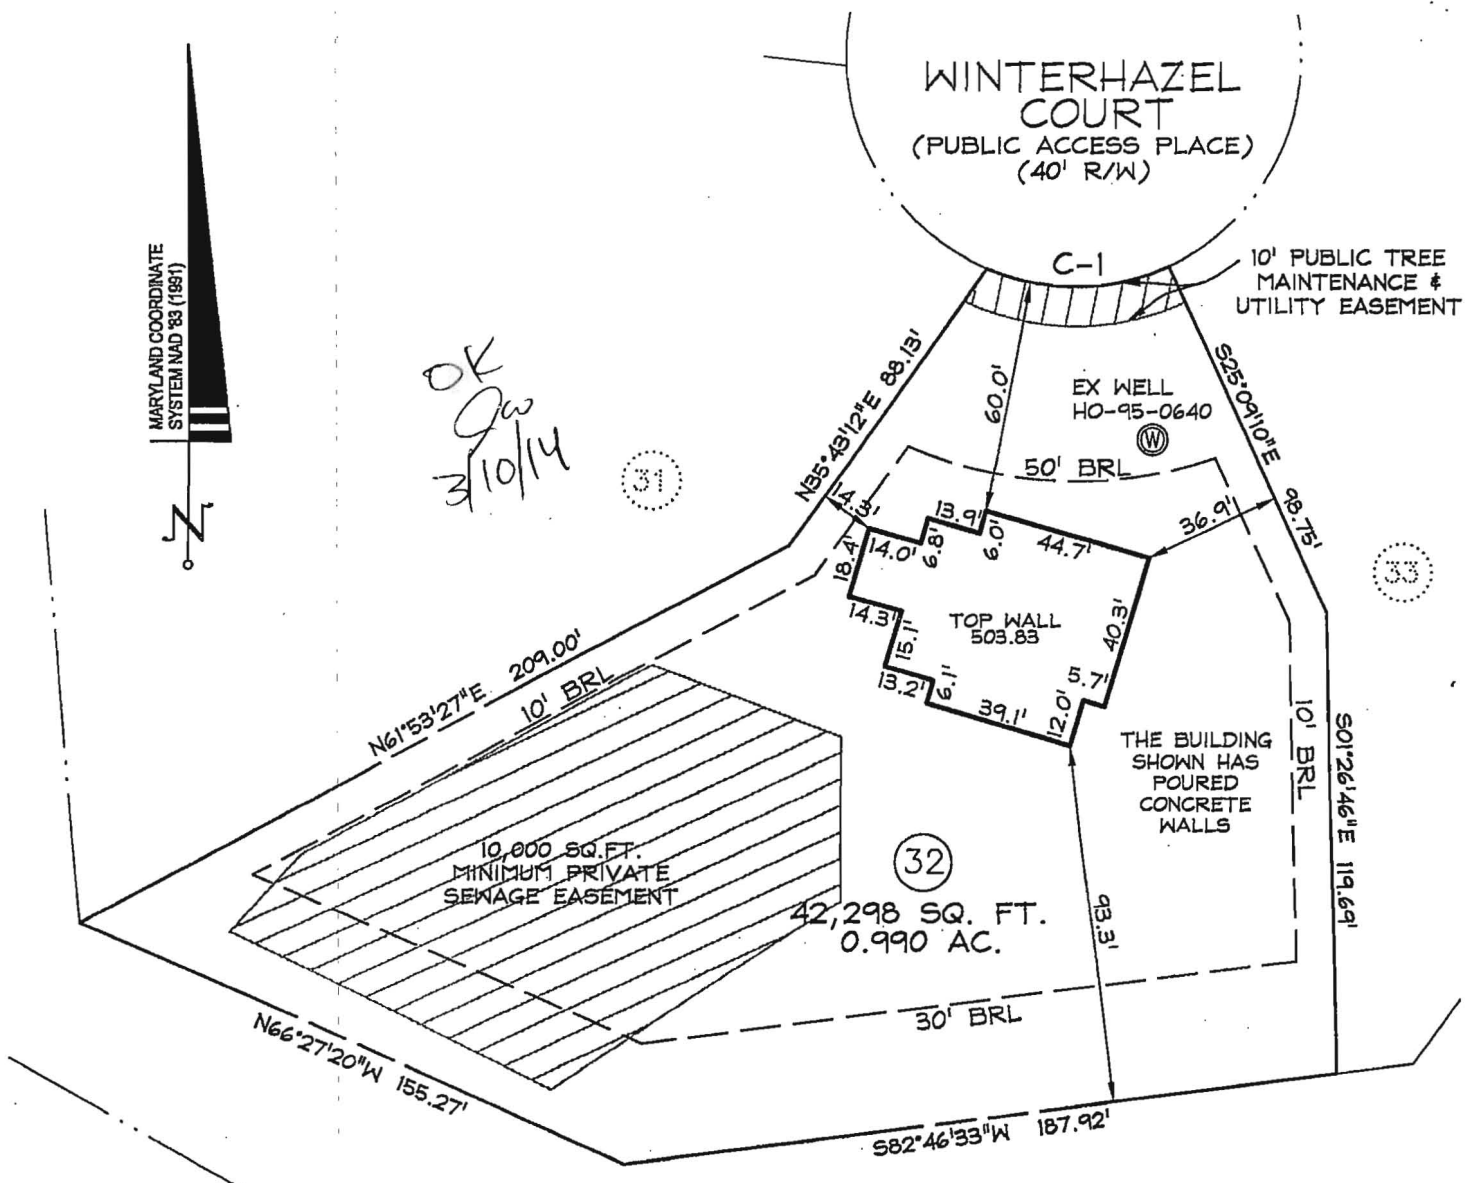 WINTERHAZEL
COURT
(PUBLIC ACCESS PLACE)
(40' R/W)
MARYLAND COORDINATE
SYSTEM NAD '83 (1991)
N
C-1
10' PUBLIC TREE
MAINTENANCE &
UTILITY EASEMENT
OK
3/10/14
31
N35°43'12"E 88.13'
60.0'
EX WELL
HO-95-0640
W
S25°09'10"E 98.75'
50' BRL
14.3'
13.9'
36.9'
14.0'
6.8'
6.0'
44.7'
18.4'
33
14.3'
TOP WALL
503.83
40.3'
15.1'
13.2'
6.1'
5.7'
39.1'
12.0'
N61°53'27"E 209.00'
10' BRL
10' BRL
S01°26'46"E 119.69'
THE BUILDING
SHOWN HAS
POURED
CONCRETE
WALLS
10,000 SQ.FT.
MINIMUM PRIVATE
SEWAGE EASEMENT
32
42,298 SQ. FT.
0.990 AC.
93.3'
30' BRL
N66°27'20"W 155.27'
S82°46'33"W 187.92'